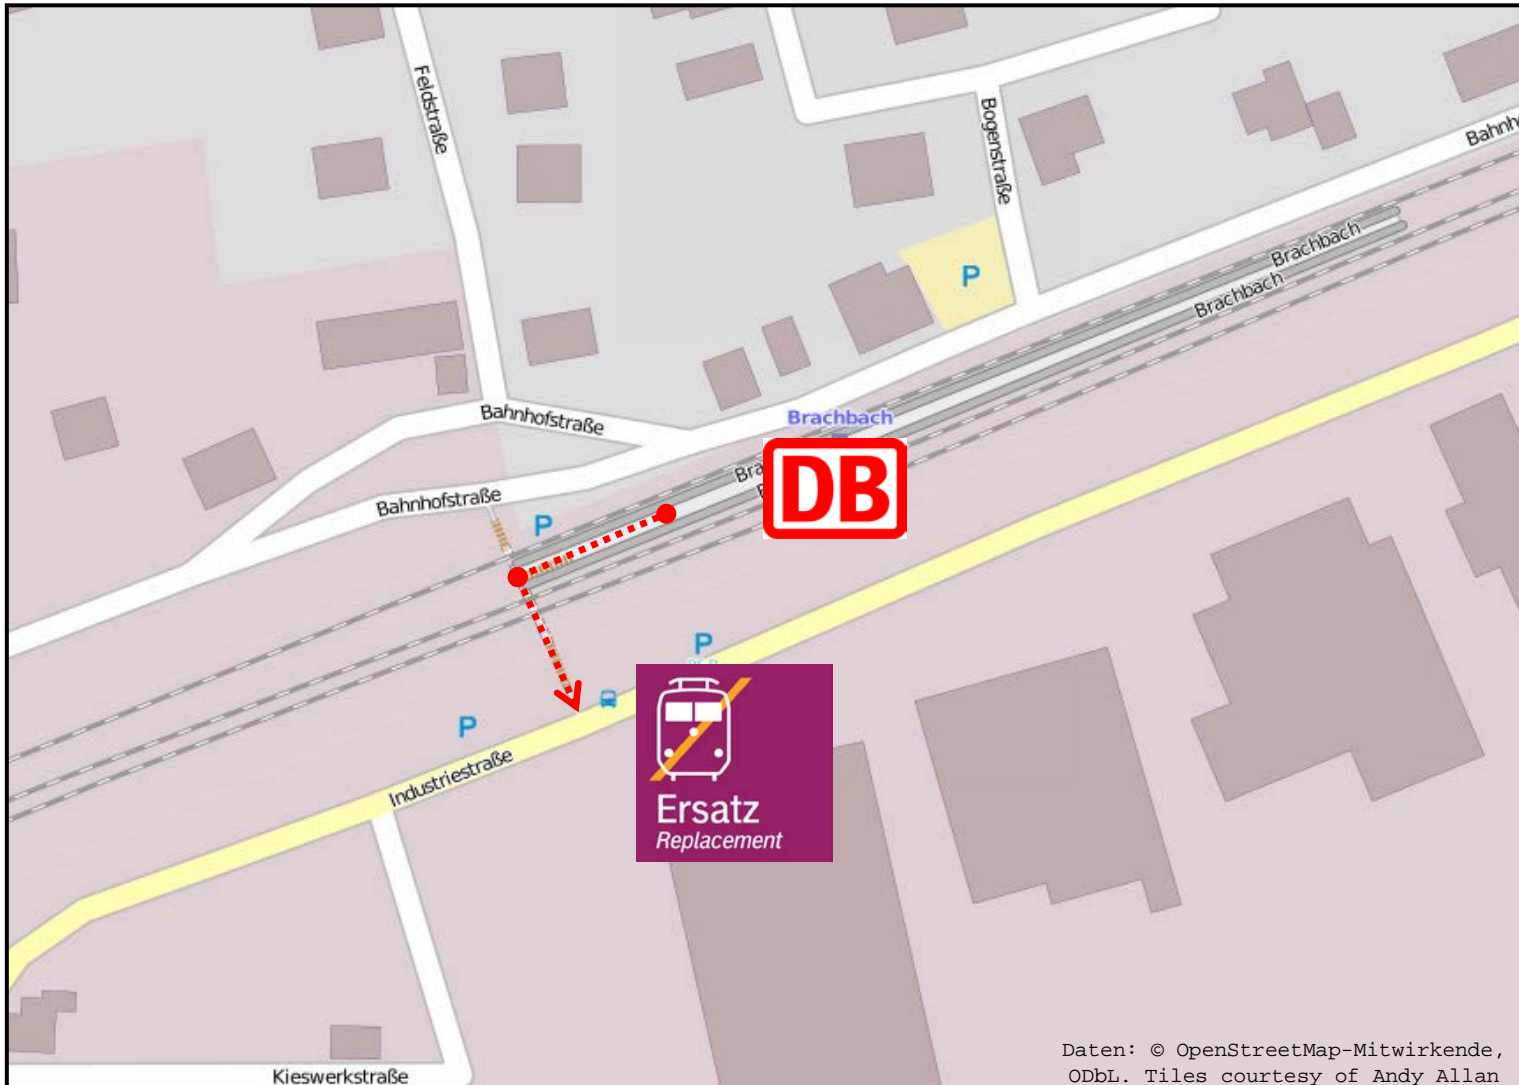 Feldstraße
Bogenstraße
Bahnh
Brachbach
Brachbach
Bahnhofstraße
Brachbach
Bahnhofstraße
Bra
DB
P
P
P
P
Industriestraße
Ersatz
Replacement
Kieswerkstraße
Daten: © OpenStreetMap-Mitwirkende,
ODbL. Tiles courtesy of Andy Allan